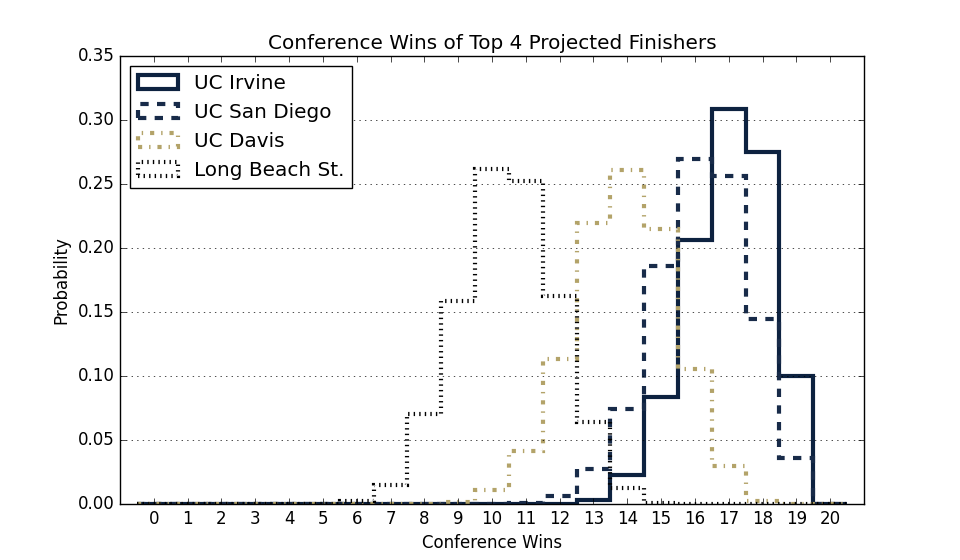 Conference Wins of Top 4 Projected Finishers
0.35
0.30
0.25
0.20
0.15
0.10
0.05
0.00
Probability
UC Irvine
UC San Diego
UC Davis
Long Beach St.
0 1 2 3 4 5 6 7 8 9 10 11 12 13 14 15 16 17 18 19 20
Conference Wins